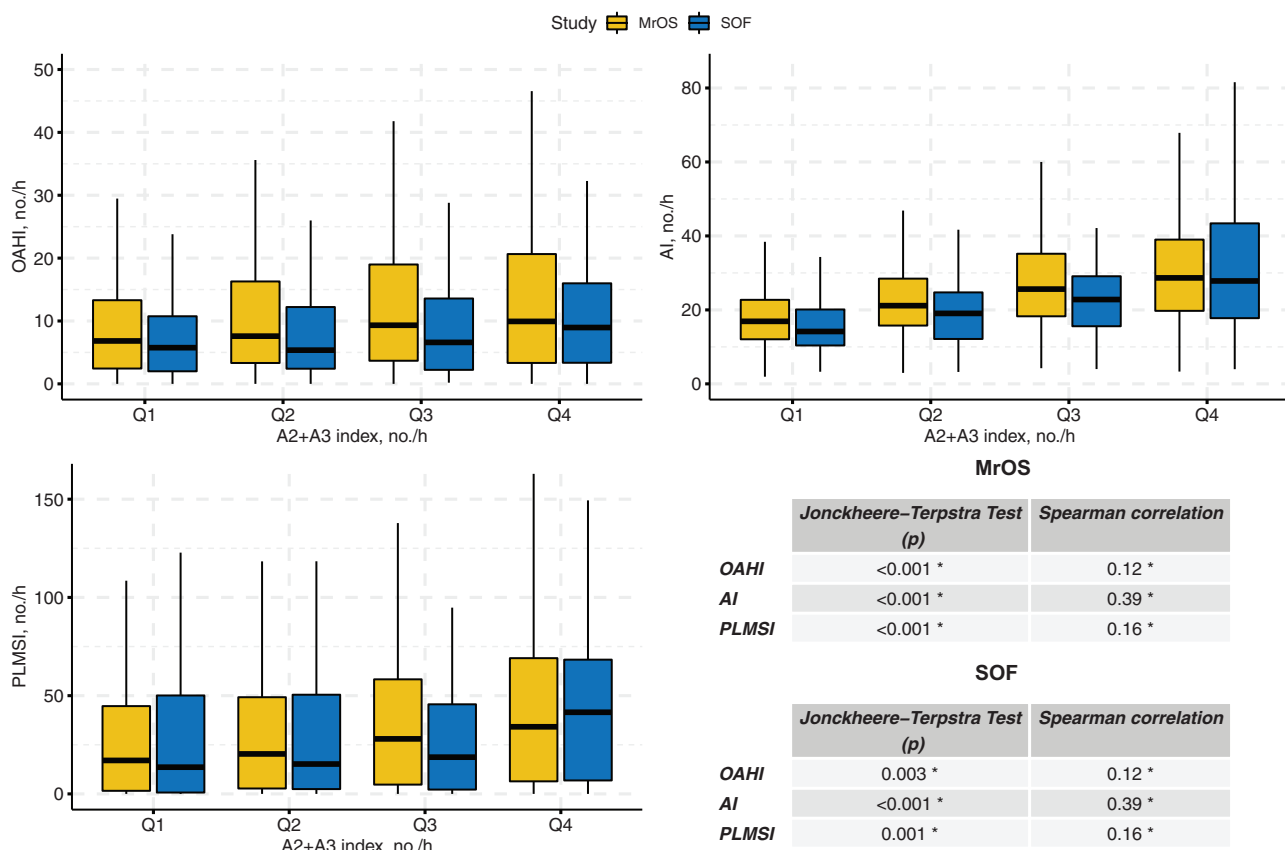 Study MrOS SOF
50
40
30
20
10
0
OAHI, no./h
Q1 Q2 Q3 Q4
A2+A3 index, no./h
80
60
40
20
0
AI, no./h
Q1 Q2 Q3 Q4
A2+A3 index, no./h
150
100
50
0
PLMSI, no./h
Q1 Q2 Q3 Q4
A2+A3 index, no./h
MrOS
Jonckheere−Terpstra Test Spearman correlation
(p)
OAHI <0.001 * 0.12 *
AI <0.001 * 0.39 *
PLMSI <0.001 * 0.16 *
SOF
Jonckheere−Terpstra Test Spearman correlation
(p)
OAHI 0.003 * 0.12 *
AI <0.001 * 0.39 *
PLMSI 0.001 * 0.16 *